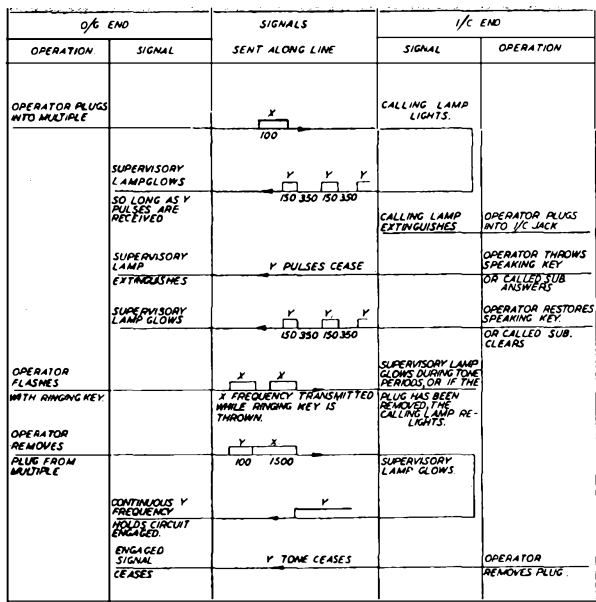 O/G END
SIGNALS
I/C END
OPERATION.
SIGNAL
SENT ALONG LINE
SIGNAL
OPERATION
OPERATOR PLUGS
INTO MULTIPLE
X
100
CALLING LAMP
LIGHTS.
SUPERVISORY
LAMP GLOWS
SO LONG AS Y
PULSES ARE
RECEIVED
Y Y Y
150 350 150 350
CALLING LAMP
EXTINGUISHES
OPERATOR PLUGS
INTO I/C JACK
SUPERVISORY
LAMP
EXTINGUISHES
Y PULSES CEASE
OPERATOR THROWS
SPEAKING KEY
OR CALLED SUB
ANSWERS
SUPERVISORY
LAMP GLOWS
Y Y Y
150 350 150 350
OPERATOR RESTORES
SPEAKING KEY.
OR CALLED SUB.
CLEARS
OPERATOR
FLASHES
WITH RINGING KEY.
X X
X FREQUENCY TRANSMITTED
WHILE RINGING KEY IS
THROWN.
SUPERVISORY LAMP
GLOWS DURING TONE
PERIODS, OR IF THE
PLUG HAS BEEN
REMOVED, THE
CALLING LAMP RE-
LIGHTS.
OPERATOR
REMOVES
PLUG FROM
MULTIPLE
Y X
100 1500
SUPERVISORY
LAMP GLOWS.
CONTINUOUS Y
FREQUENCY
HOLDS CIRCUIT
ENGAGED.
Y
ENGAGED
SIGNAL
CEASES
Y TONE CEASES
OPERATOR
REMOVES PLUG.